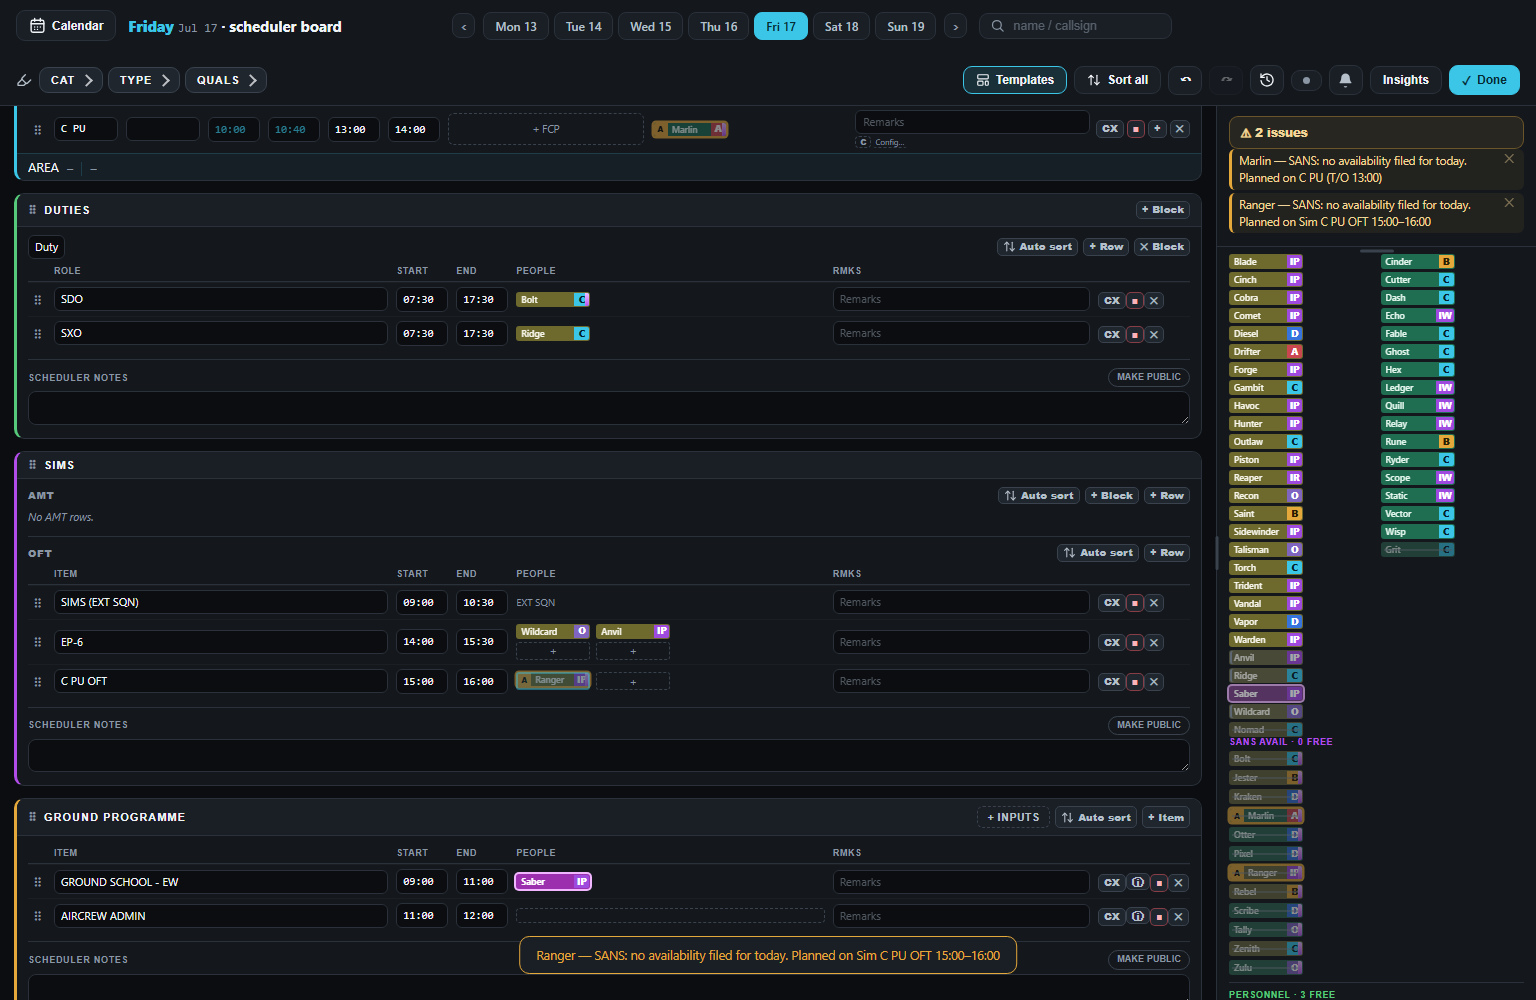 Calendar
Friday Jul 17 · scheduler board
‹ Mon 13 Tue 14 Wed 15 Thu 16 Fri 17 Sat 18 Sun 19 ›
name / callsign
CAT TYPE QUALS
Templates Sort all Insights ✓ Done
C PU 10:00 10:40 13:00 14:00 + FCP A Marlin A Remarks CX + ✕
C Config...
AREA – | –
DUTIES + Block
Duty Auto sort + Row ✕ Block
ROLE START END PEOPLE RMKS
SDO 07:30 17:30 Bolt C Remarks CX ✕
SXO 07:30 17:30 Ridge C Remarks CX ✕
SCHEDULER NOTES MAKE PUBLIC
SIMS
AMT Auto sort + Block + Row
No AMT rows.
OFT Auto sort + Row
ITEM START END PEOPLE RMKS
SIMS (EXT SQN) 09:00 10:30 EXT SQN Remarks CX ✕
EP-6 14:00 15:30 Wildcard O Anvil IP Remarks CX ✕
+ +
C PU OFT 15:00 16:00 A Ranger IP + Remarks CX ✕
SCHEDULER NOTES MAKE PUBLIC
GROUND PROGRAMME + INPUTS Auto sort + Item
ITEM START END PEOPLE RMKS
GROUND SCHOOL - EW 09:00 11:00 Saber IP Remarks CX ✕
AIRCREW ADMIN 11:00 12:00 Remarks CX ✕
SCHEDULER NOTES MAKE PUBLIC
Ranger — SANS: no availability filed for today. Planned on Sim C PU OFT 15:00–16:00
⚠ 2 issues
Marlin — SANS: no availability filed for today.
Planned on C PU (T/O 13:00)
Ranger — SANS: no availability filed for today.
Planned on Sim C PU OFT 15:00–16:00
Blade IP
Cinch IP
Cobra IP
Comet IP
Diesel D
Drifter A
Forge IP
Gambit C
Havoc IP
Hunter IP
Outlaw C
Piston IP
Reaper IR
Recon O
Saint B
Sidewinder IP
Talisman O
Torch C
Trident IP
Vandal IP
Vapor D
Warden IP
Anvil IP
Ridge C
Saber IP
Wildcard O
Nomad C
Cinder B
Cutter C
Dash C
Echo IW
Fable C
Ghost C
Hex C
Ledger IW
Quill IW
Relay IW
Rune B
Ryder C
Scope IW
Static IW
Vector C
Wisp C
Grit C
SANS AVAIL · 0 FREE
Bolt C
Jester B
Kraken D
A Marlin A
Otter D
Pixel D
A Ranger IP
Rebel B
Scribe D
Tally O
Zenith C
Zulu O
PERSONNEL · 3 FREE